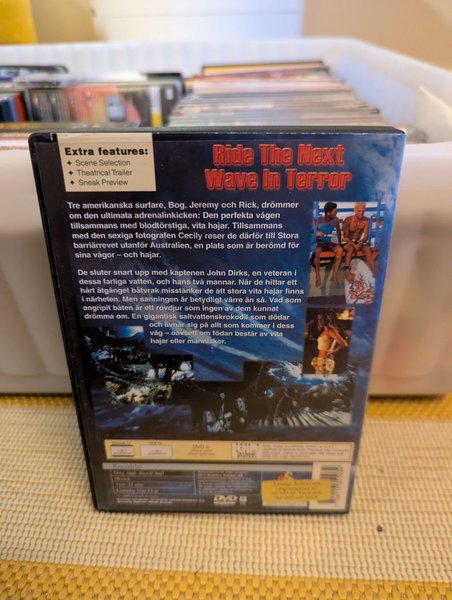 Extra features:
✦ Scene Selection
✦ Theatrical Trailer
✦ Sneak Preview
Ride The Next
Wave In Terror
Tre amerikanska surfare, Bog, Jeremy och Rick, drömmer
om den ultimata adrenalinkicken: Den perfekta vågen
tillsammans med blodtörstiga, vita hajar. Tillsammans
med den sexiga fotografen Cecily reser de därför till Stora
barriärrevet utanför Australien, en plats som är berömd för
sina vågor – och hajar.
De sluter snart upp med kaptenen John Dirks, en veteran i
dessa farliga vatten, och hans två mannar. När de hittar ett
hårt åtgånget båtvrak misstänker de att stora vita hajar finns
i närheten. Men sanningen är betydligt värre än så. Vad som
angripit båten är ett rovdjur som ingen av dem kunnat
drömma om. En gigantisk saltvattenskrokodil som dödar
och livnär sig på allt som kommer i dess
väg – oavsett om födan består av vita
hajar eller människor.
DVD